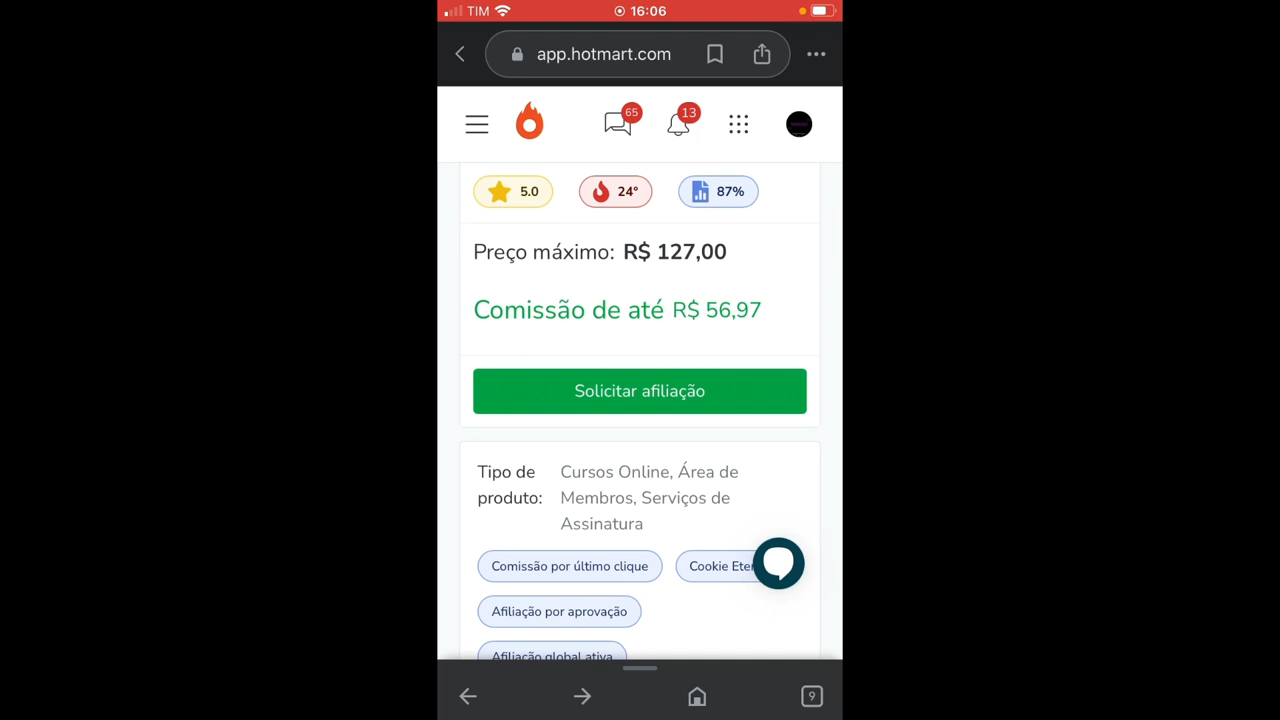 TIM 16:06
app.hotmart.com
65 13
5.0 24° 87%
Preço máximo: R$ 127,00
Comissão de até R$ 56,97
Solicitar afiliação
Tipo de Cursos Online, Área de
produto: Membros, Serviços de
Assinatura
Comissão por último clique Cookie
Afiliação por aprovação
Afiliação global ativa
9